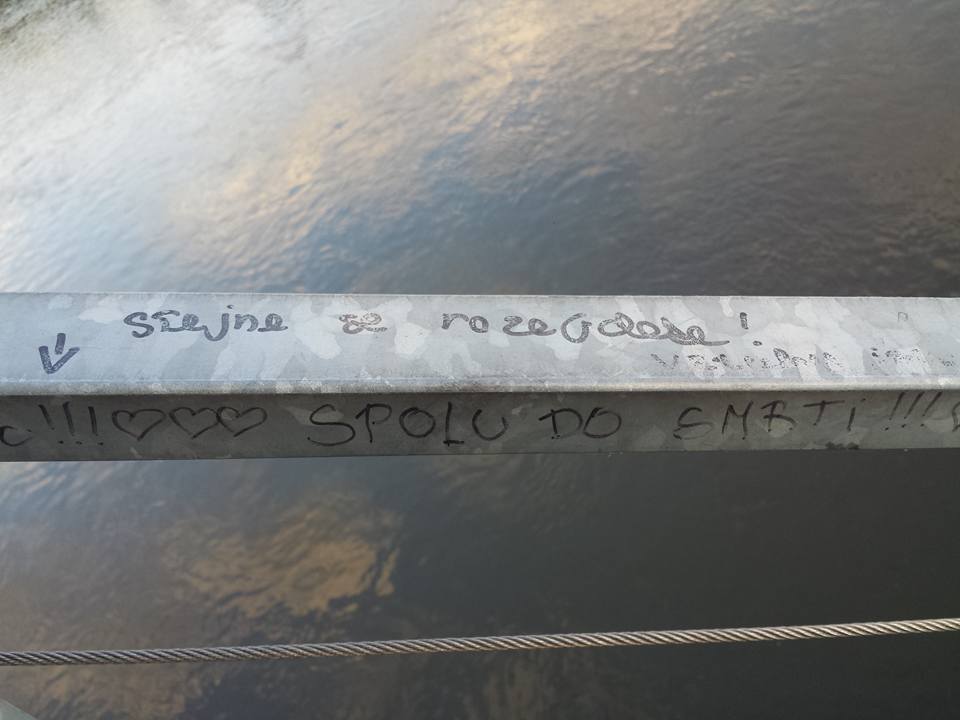 stejne se rozejdete!
!!!♡♡♡ SPOLU DO SMRTi!!!